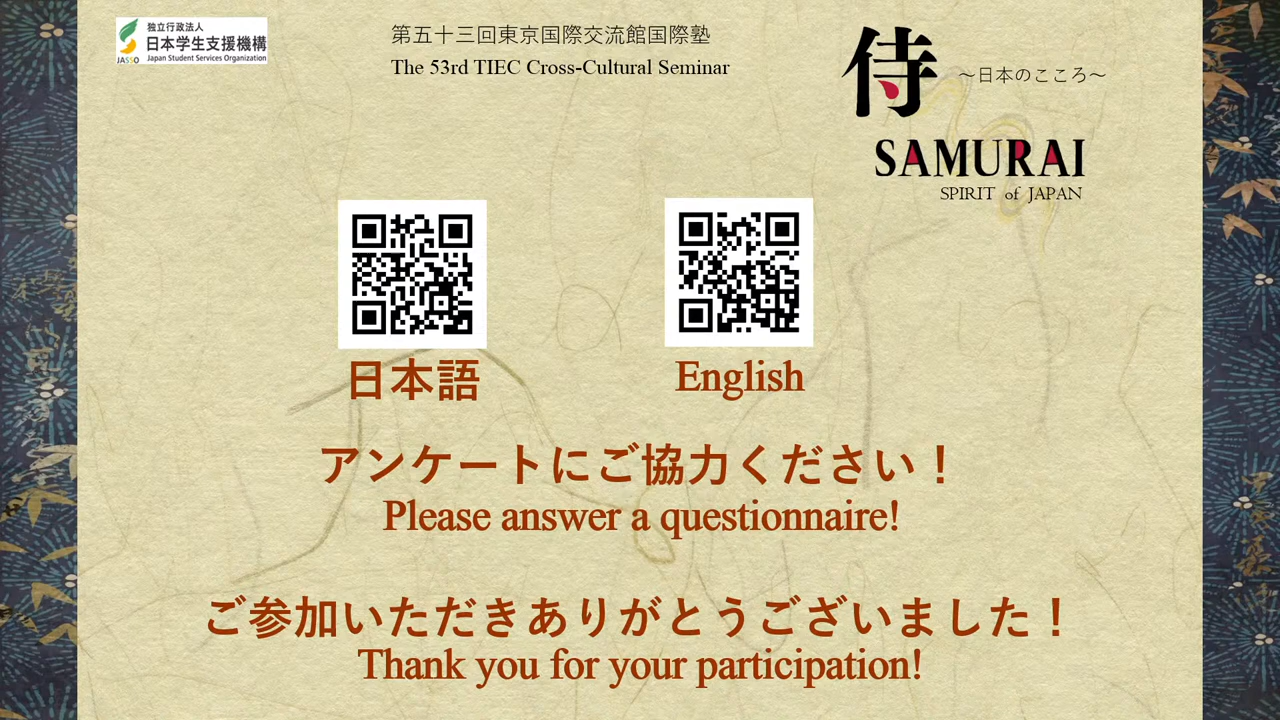 独立行政法人
日本学生支援機構
Japan Student Services Organization
JASSO
第五十三回東京国際交流館国際塾
The 53rd TIEC Cross-Cultural Seminar
侍 ～日本のこころ～
SAMURAI
SPIRIT of JAPAN
日本語
English
アンケートにご協力ください！
Please answer a questionnaire!
ご参加いただきありがとうございました！
Thank you for your participation!